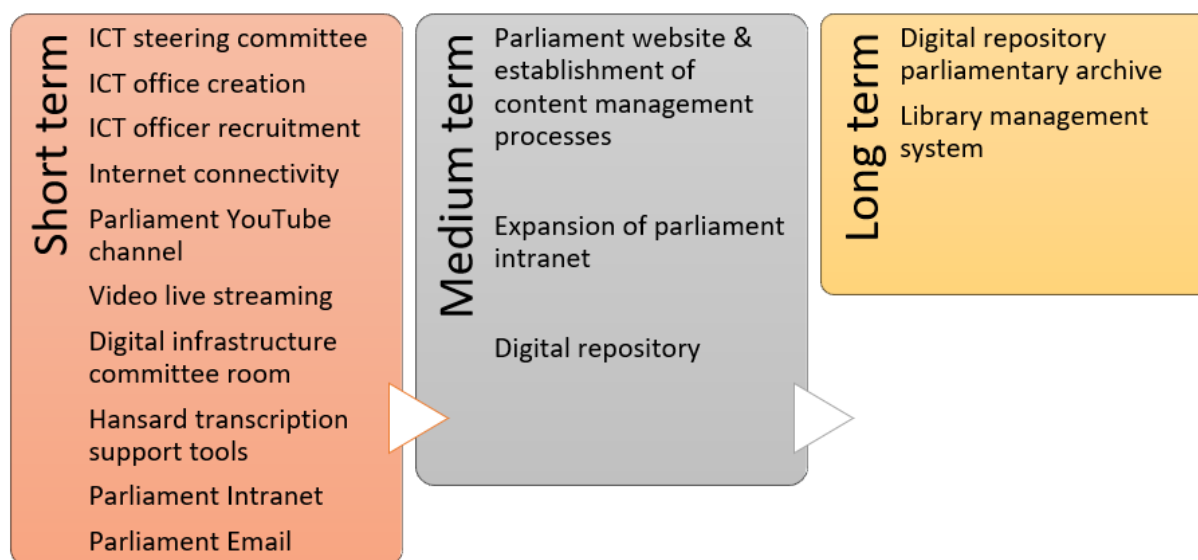 Short term
ICT steering committee
ICT office creation
ICT officer recruitment
Internet connectivity
Parliament YouTube
channel
Video live streaming
Digital infrastructure
committee room
Hansard transcription
support tools
Parliament Intranet
Parliament Email
Medium term
Parliament website &
establishment of
content management
processes
Expansion of parliament
intranet
Digital repository
Long term
Digital repository
parliamentary archive
Library management
system